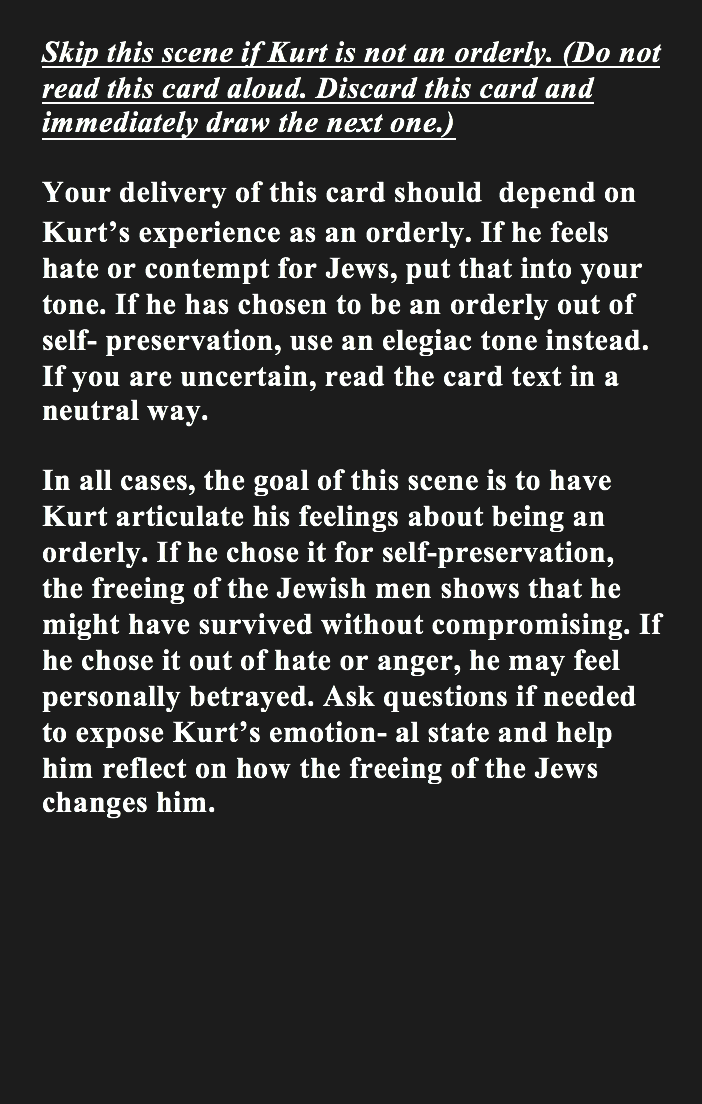 Skip this scene if Kurt is not an orderly. (Do not
read this card aloud. Discard this card and
immediately draw the next one.)
Your delivery of this card should  depend on
Kurt’s experience as an orderly. If he feels
hate or contempt for Jews, put that into your
tone. If he has chosen to be an orderly out of
self- preservation, use an elegiac tone instead.
If you are uncertain, read the card text in a
neutral way.
In all cases, the goal of this scene is to have
Kurt articulate his feelings about being an
orderly. If he chose it for self-preservation,
the freeing of the Jewish men shows that he
might have survived without compromising. If
he chose it out of hate or anger, he may feel
personally betrayed. Ask questions if needed
to expose Kurt’s emotion- al state and help
him reflect on how the freeing of the Jews
changes him.